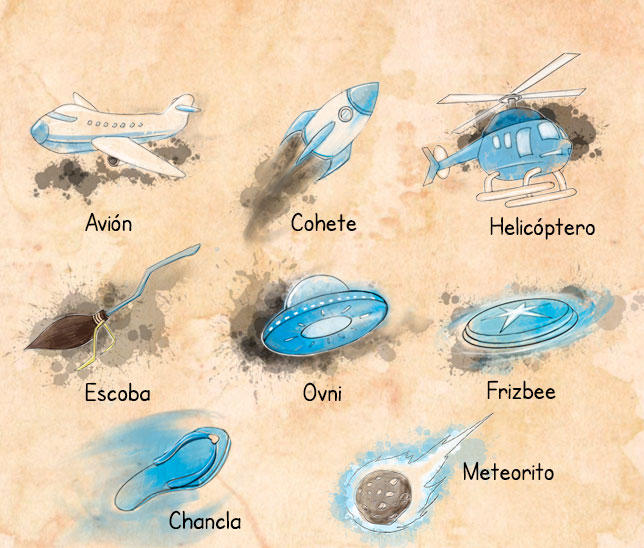 Avión
Cohete
Helicóptero
Escoba
Ovni
Frizbee
Chancla
Meteorito